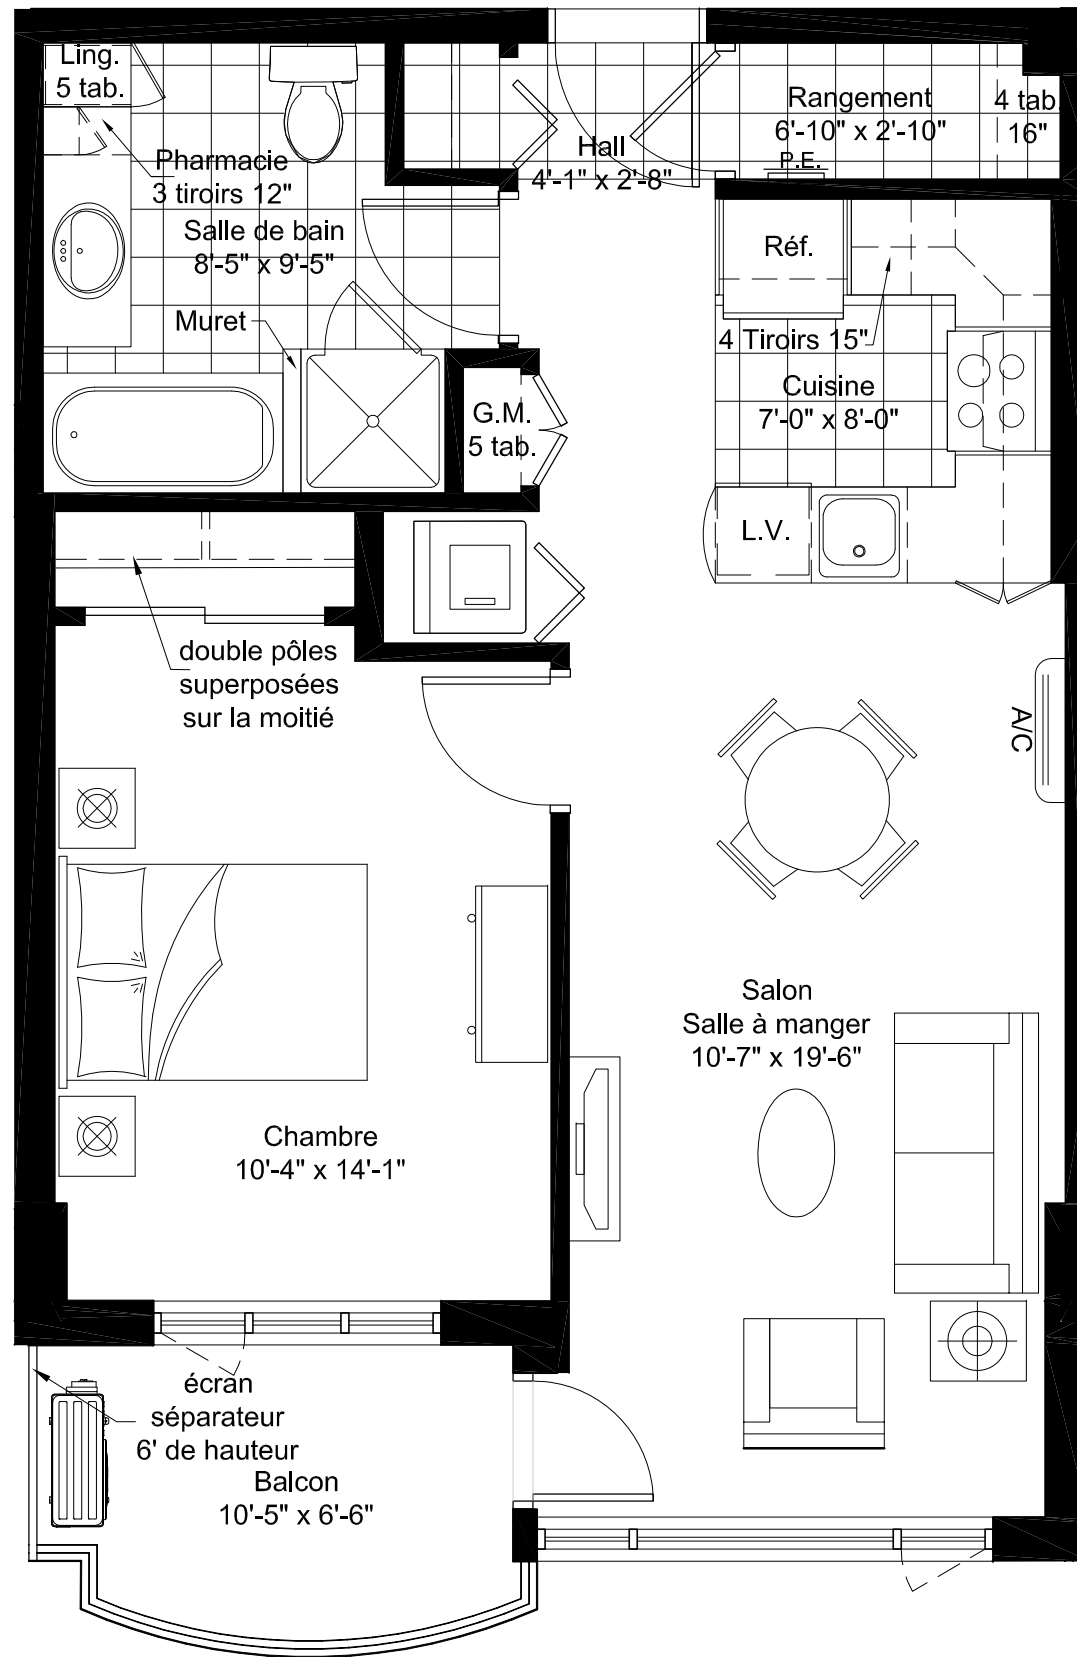 Ling.
5 tab.
Pharmacie
3 tiroirs 12"
Salle de bain
8'-5" x 9'-5"
Muret
Hall
4'-1" x 2'-8"
Rangement
6'-10" x 2'-10"
P.E.
4 tab.
16"
Réf.
4 Tiroirs 15"
Cuisine
7'-0" x 8'-0"
G.M.
5 tab.
L.V.
double pôles
superposées
sur la moitié
A/C
Salon
Salle à manger
10'-7" x 19'-6"
Chambre
10'-4" x 14'-1"
écran
séparateur
6' de hauteur
Balcon
10'-5" x 6'-6"